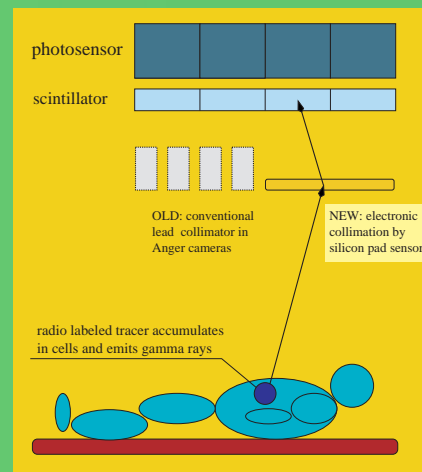 photosensor
scintillator
OLD: conventional
lead collimator in
Anger cameras
NEW: electronic
collimation by
silicon pad sensor
radio labeled tracer accumulates
in cells and emits gamma rays